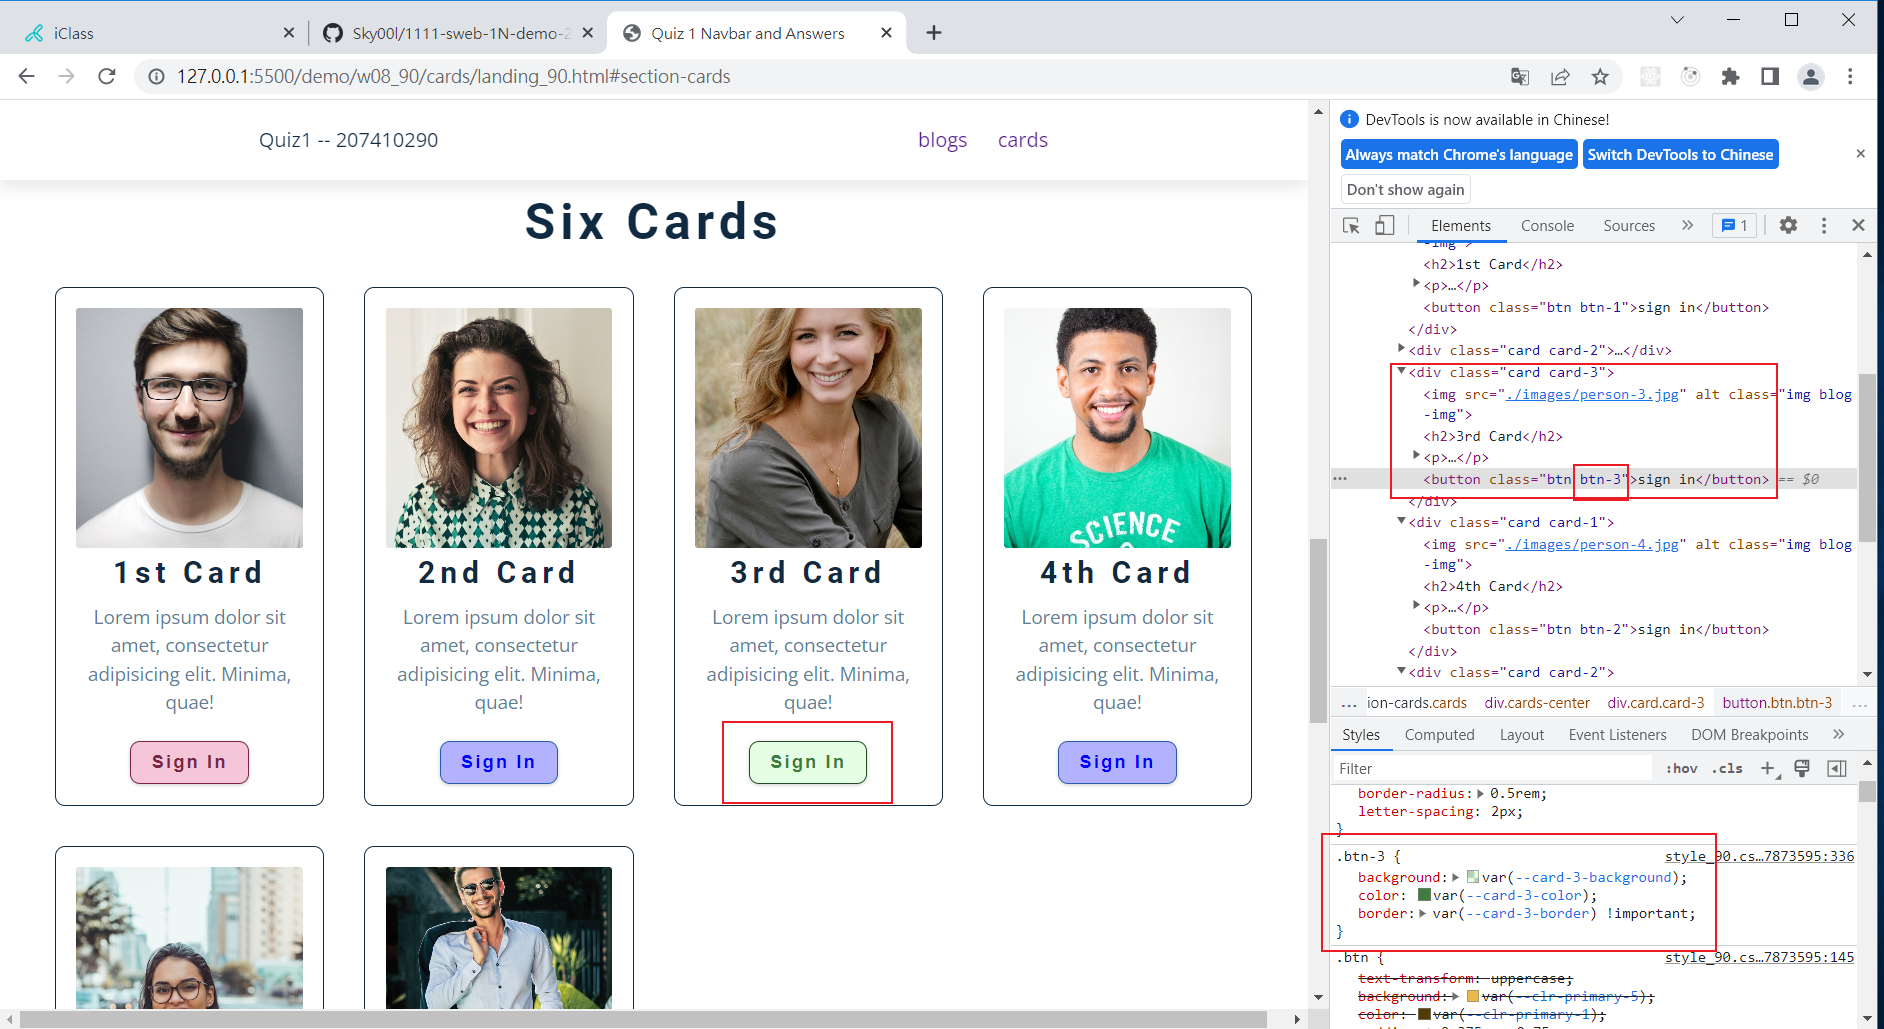 iClass
Sky00l/1111-sweb-1N-demo-2
Quiz 1 Navbar and Answers
127.0.0.1:5500/demo/w08_90/cards/landing_90.html#section-cards
Quiz1 -- 207410290
blogs
cards
Six Cards
1st Card
Lorem ipsum dolor sit
amet, consectetur
adipisicing elit. Minima,
quae!
Sign In
2nd Card
Lorem ipsum dolor sit
amet, consectetur
adipisicing elit. Minima,
quae!
Sign In
3rd Card
Lorem ipsum dolor sit
amet, consectetur
adipisicing elit. Minima,
quae!
Sign In
SCIENCE
4th Card
Lorem ipsum dolor sit
amet, consectetur
adipisicing elit. Minima,
quae!
Sign In
DevTools is now available in Chinese!
Always match Chrome's language
Switch DevTools to Chinese
Don't show again
Elements
Console
Sources
»
1
-img">
<h2>1st Card</h2>
<p>…</p>
<button class="btn btn-1">sign in</button>
</div>
<div class="card card-2">…</div>
<div class="card card-3">
<img src="./images/person-3.jpg" alt class="img blog
-img">
<h2>3rd Card</h2>
<p>…</p>
<button class="btn btn-3">sign in</button> == $0
</div>
<div class="card card-1">
<img src="./images/person-4.jpg" alt class="img blog
-img">
<h2>4th Card</h2>
<p>…</p>
<button class="btn btn-2">sign in</button>
</div>
<div class="card card-2">
... ion-cards.cards div.cards-center div.card.card-3 button.btn.btn-3 ...
Styles
Computed
Layout
Event Listeners
DOM Breakpoints
»
Filter
:hov .cls
border-radius: 0.5rem;
letter-spacing: 2px;
}
.btn-3 { style_90.cs…7873595:336
background: var(--card-3-background);
color: var(--card-3-color);
border: var(--card-3-border) !important;
}
.btn { style_90.cs…7873595:145
text-transform: uppercase;
background: var(--clr-primary-5);
color: var(--clr-primary-1);